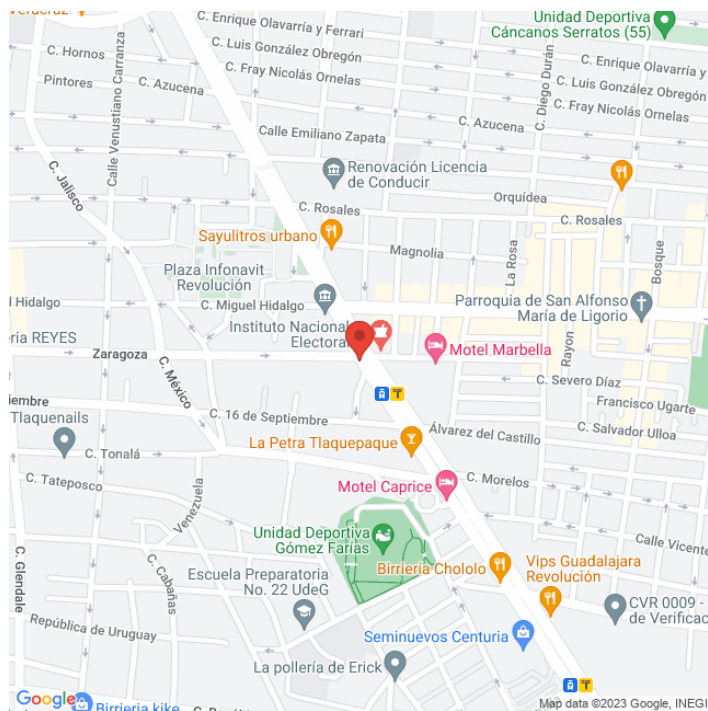 Veracruz
C. Enrique Olavarría y Ferrari
Unidad Deportiva
Cáncanos Serratos (55)
C. Hornos
C. Luis González Obregón
Pintores
C. Azucena
C. Fray Nicolás Ornelas
Calle Venustiano Carranza
C. Jalisco
C. Diego Durán
C. Enrique Olavarría y
C. Luis González Obregón
C. Fray Nicolás Ornelas
C. Azucena
Calle Emiliano Zapata
Renovación Licencia
de Conducir
Orquídea
C. Rosales
C. Rosales
Sayulitros urbano
Magnolia
La Rosa
Bosque
Plaza Infonavit
Revolución
l Hidalgo
C. Miguel Hidalgo
Parroquia de San Alfonso
María de Ligorio
Instituto Nacional
Electoral
eria REYES
Zaragoza
Motel Marbella
Rayon
C. México
C. Severo Díaz
Francisco Ugarte
iembre
C. 16 de Septiembre
Tlaquenails
La Petra Tlaquepaque
Álvarez del Castillo
C. Salvador Ulloa
C. Tonalá
C. Tateposco
Venezuela
Motel Caprice
C. Morelos
Unidad Deportiva
Gómez Farías
Calle Vicente
C. Glendale
C. Cabañas
Escuela Preparatoria
No. 22 UdeG
Birriería Chololo
Vips Guadalajara
Revolución
CVR 0009 -
de Verificac
República de Uruguay
Seminuevos Centuria
La pollería de Erick
Google
Birrieria kike
Map data ©2023 Google, INEGI